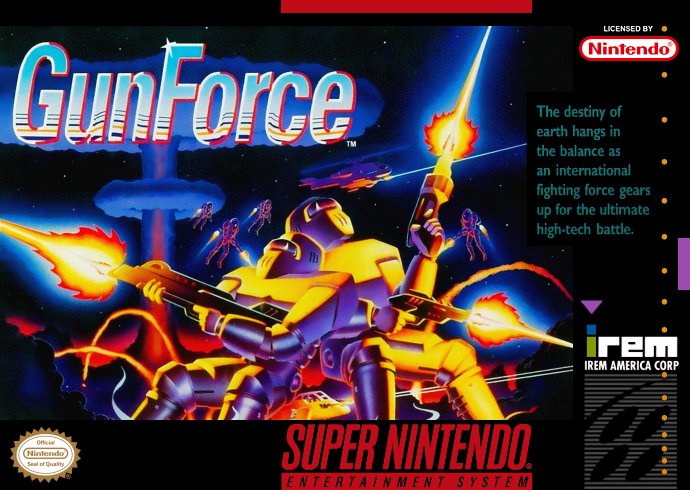 GunForce
TM
LICENSED BY
Nintendo®
The destiny of
earth hangs in
the balance as
an international
fighting force gears
up for the ultimate
high-tech battle.
irem
IREM AMERICA CORP
Official
Nintendo
Seal of Quality
SUPER NINTENDO®
ENTERTAINMENT SYSTEM